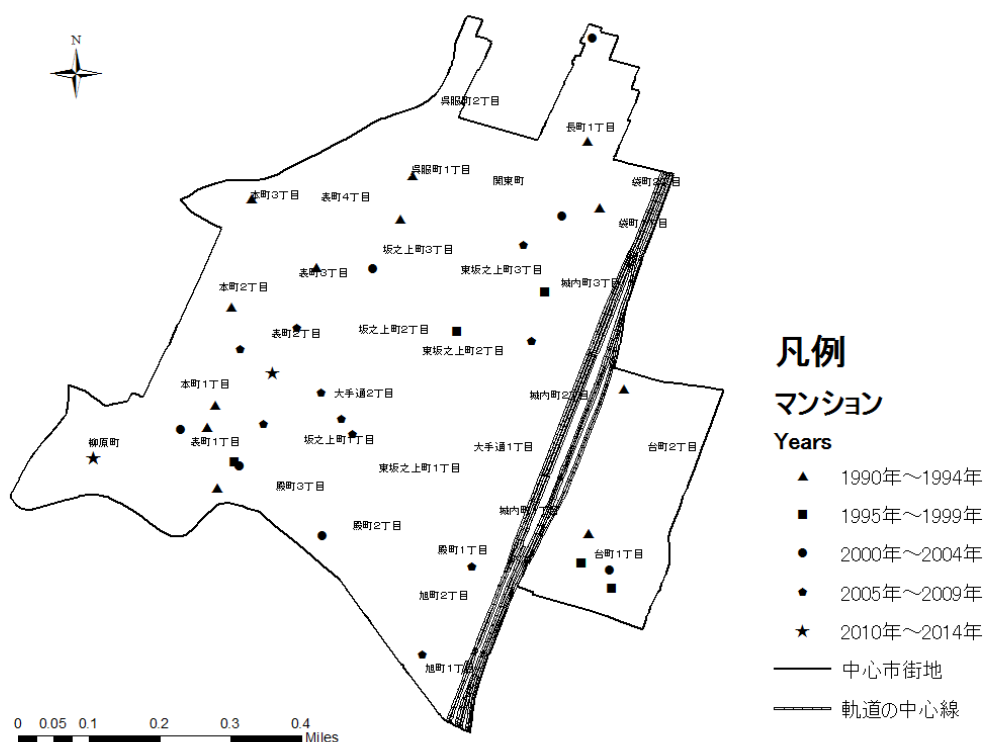 N
呉服町2丁目
長町1丁目
呉服町1丁目
関東町
袋町2丁目
本町3丁目
表町4丁目
袋町1丁目
坂之上町3丁目
表町3丁目
東坂之上町3丁目
城内町3丁目
本町2丁目
表町2丁目
坂之上町2丁目
東坂之上町2丁目
本町1丁目
大手通2丁目
城内町2丁目
柳原町
表町1丁目
坂之上町1丁目
大手通1丁目
台町2丁目
東坂之上町1丁目
殿町3丁目
城内町1丁目
殿町2丁目
殿町1丁目
台町1丁目
旭町2丁目
旭町1丁目
凡例
マンション
Years
1990年～1994年
1995年～1999年
2000年～2004年
2005年～2009年
2010年～2014年
中心市街地
軌道の中心線
0 0.05 0.1 0.2 0.3 0.4
Miles